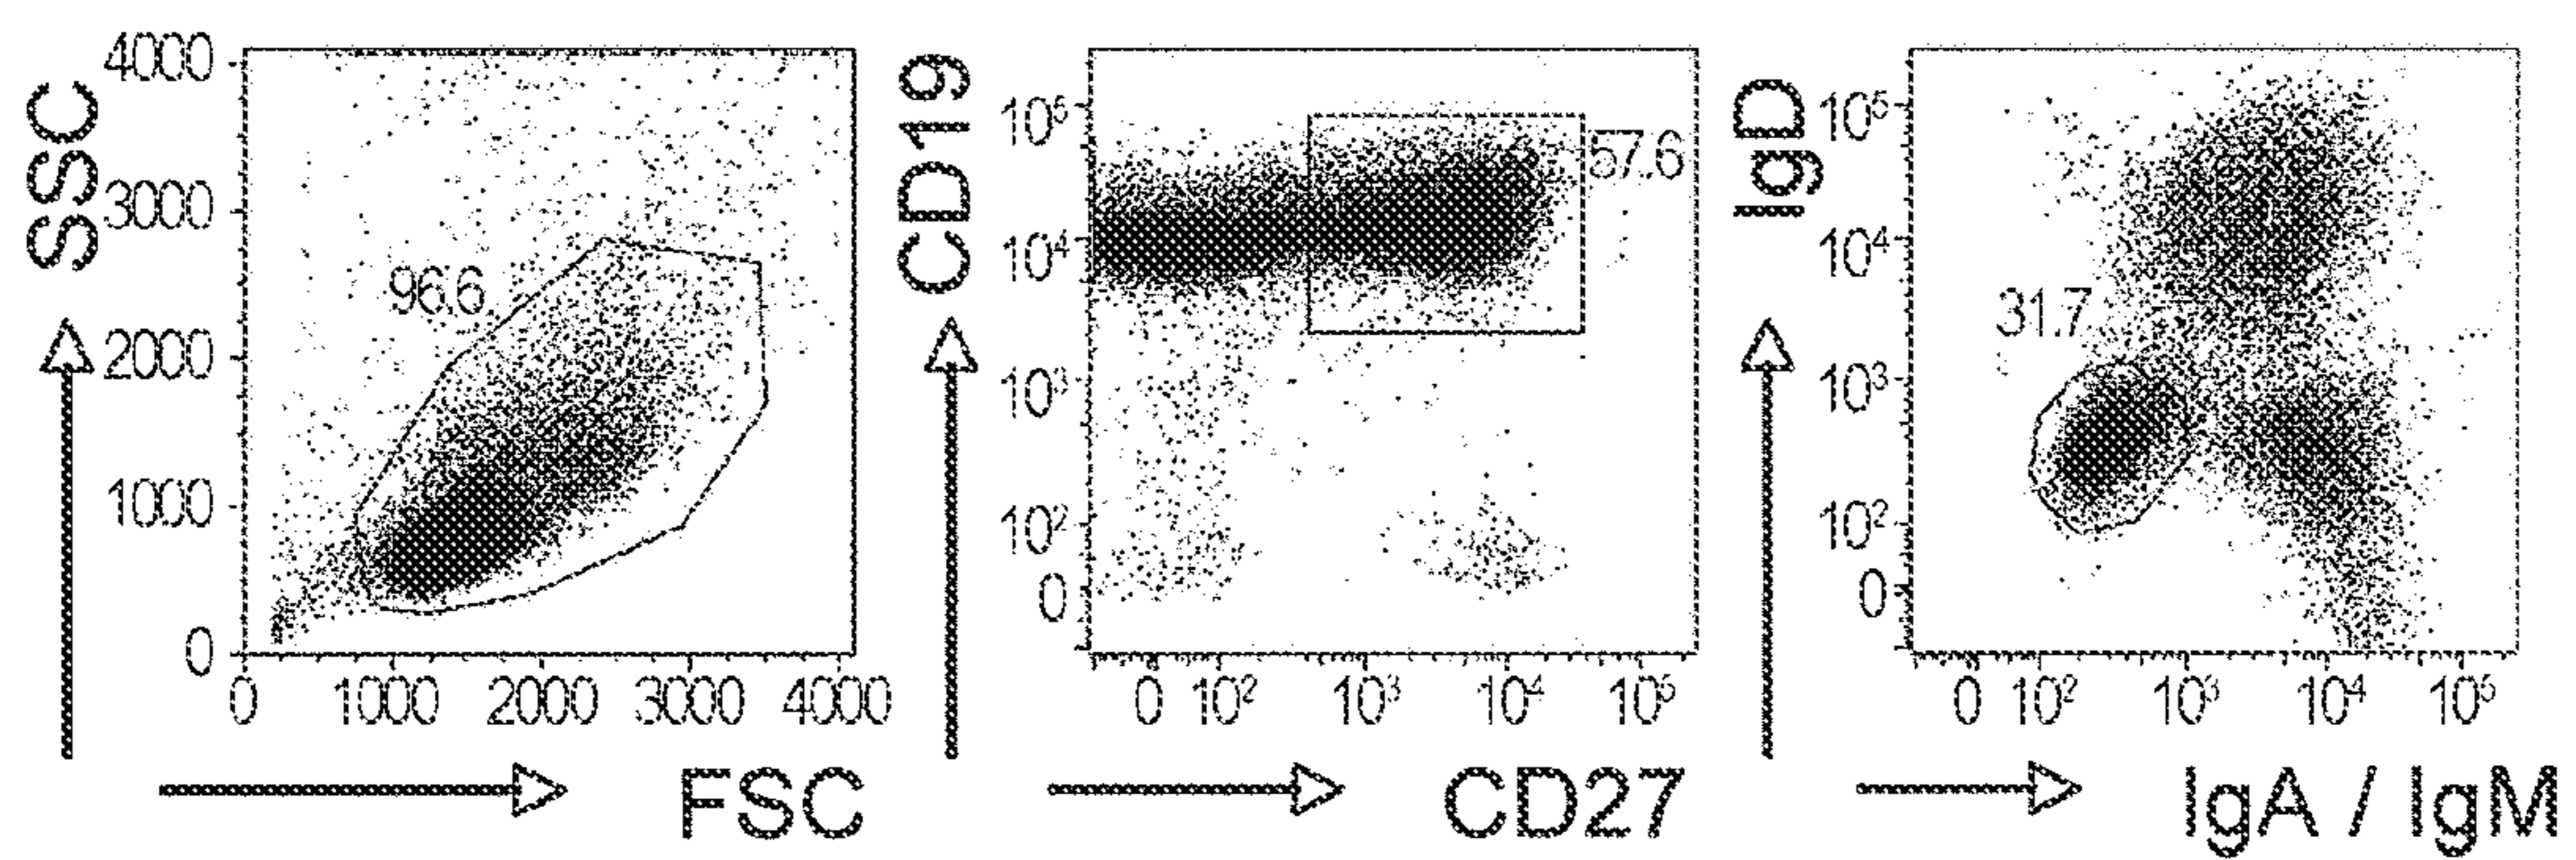 SSC
4000
3000
2000
1000
0
96.6
0 1000 2000 3000 4000
FSC
CD19
10⁵
10⁴
10³
10²
0
57.6
0 10² 10³ 10⁴ 10⁵
CD27
IgD
10⁵
10⁴
10³
10²
0
31.7
0 10² 10³ 10⁴ 10⁵
IgA / IgM